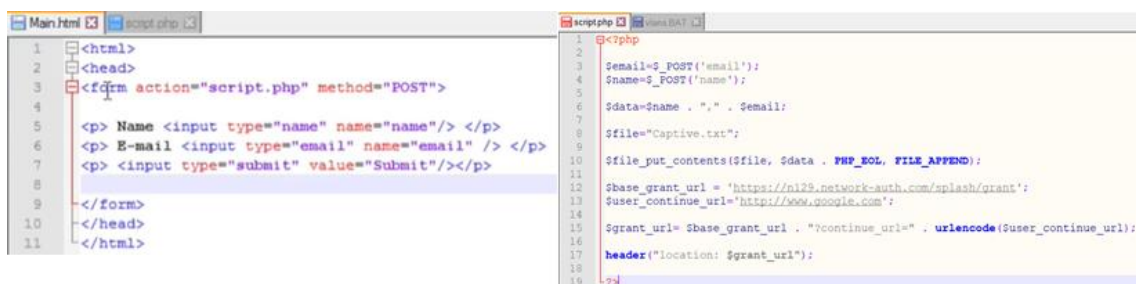 Main.html script.php
1 <html>
2 <head>
3 <form action="script.php" method="POST">
4
5 <p> Name <input type="name" name="name"/> </p>
6 <p> E-mail <input type="email" name="email" /> </p>
7 <p> <input type="submit" value="Submit"/></p>
8
9 </form>
10 </head>
11 </html>
script.php vians.BAT
1 <?php
2
3 $email=$_POST('email');
4 $name=$_POST('name');
5
6 $data=$name . "," . $email;
7
8 $file="Captive.txt";
9
10 $file_put_contents($file, $data . PHP_EOL, FILE_APPEND);
11
12 $base_grant_url = 'https://n129.network-auth.com/splash/grant';
13 $user_continue_url='http://www.google.com';
14
15 $grant_url= $base_grant_url . "?continue_url=" . urlencode($user_continue_url);
16
17 header("location: $grant_url");
18
19 ?>